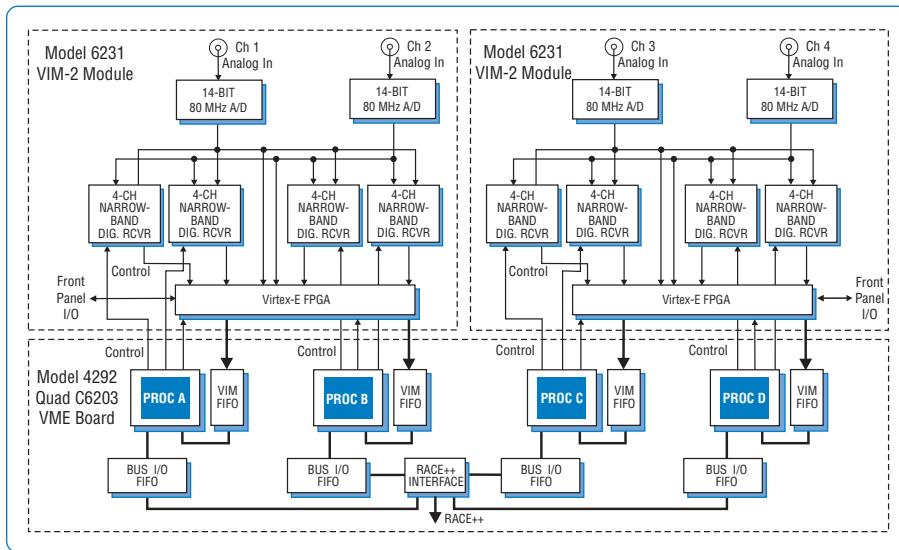 Model 6231
VIM-2 Module
Ch 1
Analog In
Ch 2
Analog In
14-BIT
80 MHz A/D
14-BIT
80 MHz A/D
4-CH
NARROW-
BAND
DIG. RCVR
4-CH
NARROW-
BAND
DIG. RCVR
4-CH
NARROW-
BAND
DIG. RCVR
4-CH
NARROW-
BAND
DIG. RCVR
Control
Front
Panel
I/O
Virtex-E FPGA
Model 6231
VIM-2 Module
Ch 3
Analog In
Ch 4
Analog In
14-BIT
80 MHz A/D
14-BIT
80 MHz A/D
4-CH
NARROW-
BAND
DIG. RCVR
4-CH
NARROW-
BAND
DIG. RCVR
4-CH
NARROW-
BAND
DIG. RCVR
4-CH
NARROW-
BAND
DIG. RCVR
Control
Virtex-E FPGA
Front
Panel
I/O
Control
Control
Control
Control
Model 4292
Quad C6203
VME Board
PROC A
VIM
FIFO
PROC B
VIM
FIFO
PROC C
VIM
FIFO
PROC D
VIM
FIFO
BUS I/O
FIFO
BUS I/O
FIFO
RACE++
INTERFACE
BUS I/O
FIFO
BUS I/O
FIFO
RACE++